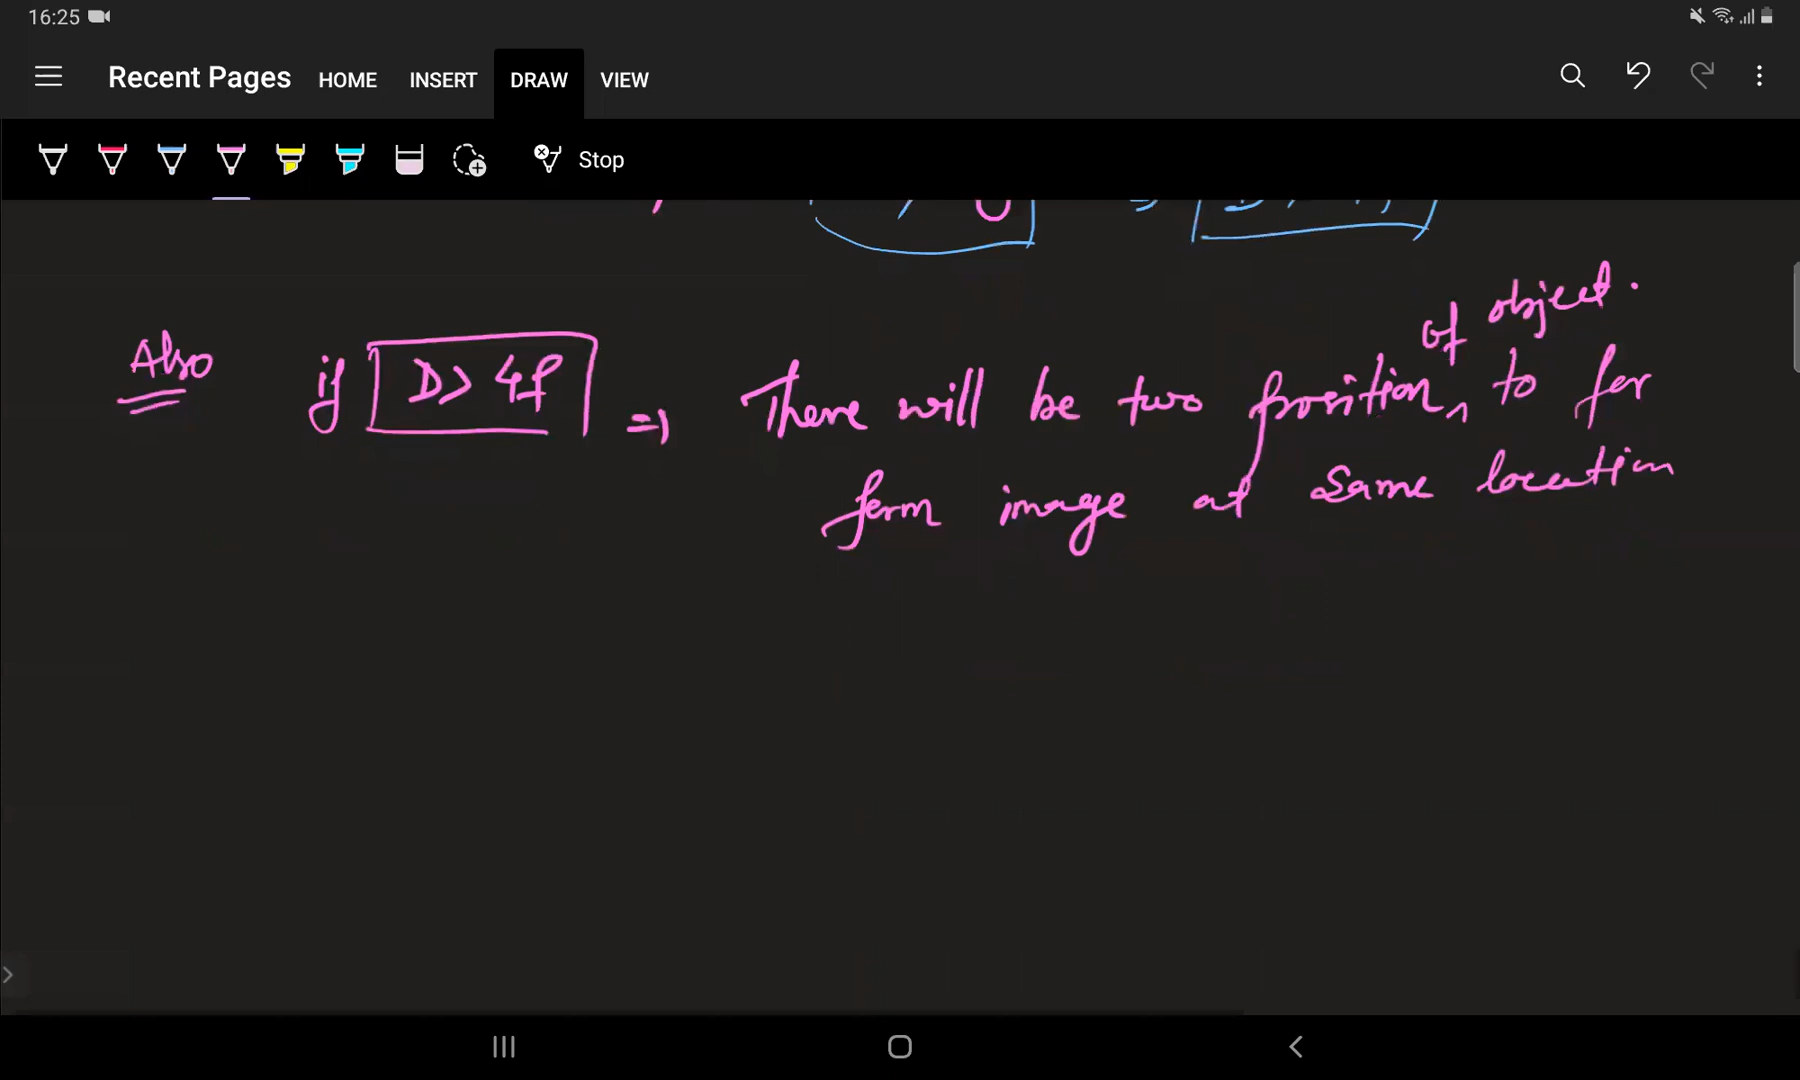 16:25
Recent Pages HOME INSERT DRAW VIEW
Stop
of object.
Also if D > 4f => There will be two position, to for
form image at same location